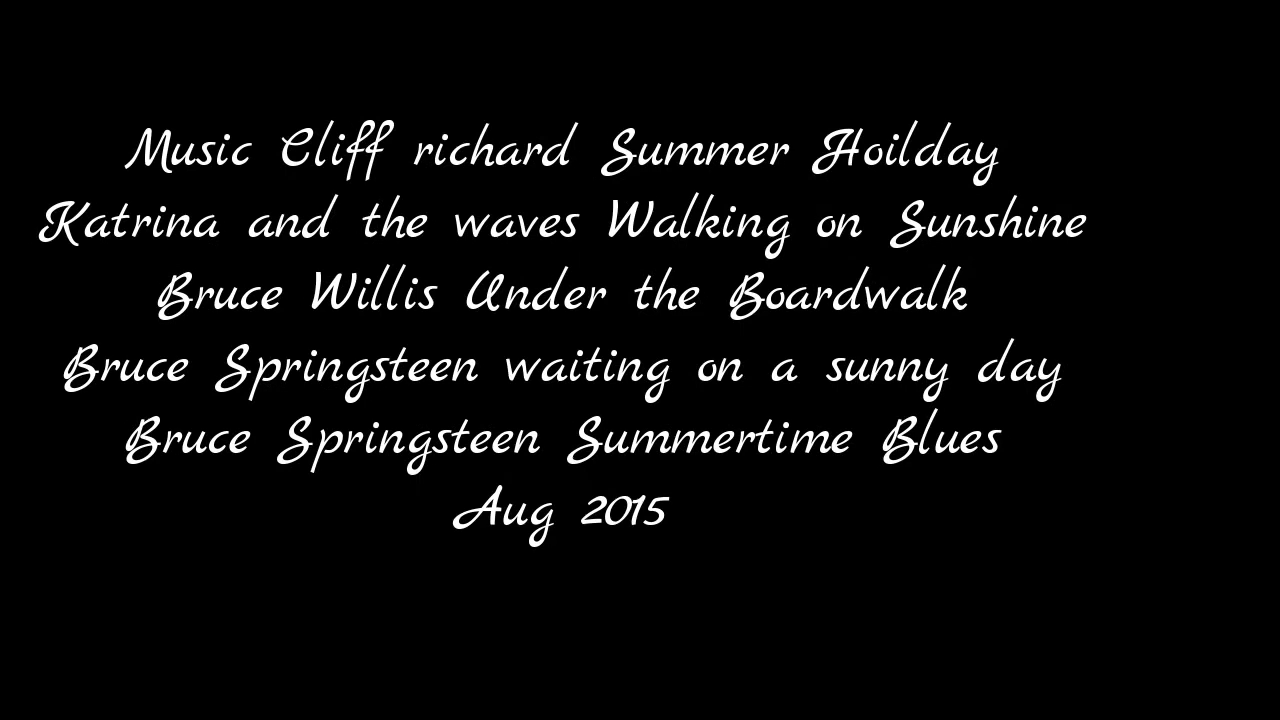 Music Cliff richard Summer Hoilday
Katrina and the waves Walking on Sunshine
Bruce Willis Under the Boardwalk
Bruce Springsteen waiting on a sunny day
Bruce Springsteen Summertime Blues
Aug 2015